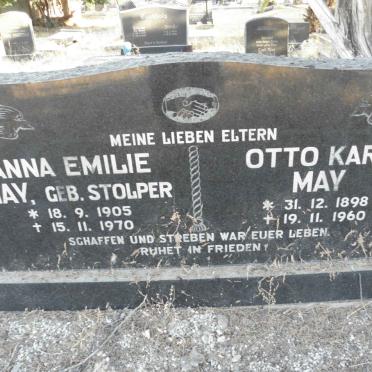 MEINE LIEBEN ELTERN
ANNA EMILIE
MAY, GEB. STOLPER
* 18. 9. 1905
† 15. 11. 1970
OTTO KAR
MAY
* 31. 12. 1898
† 19. 11. 1960
SCHAFFEN UND STREBEN WAR EUER LEBEN.
RUHET IN FRIEDEN!